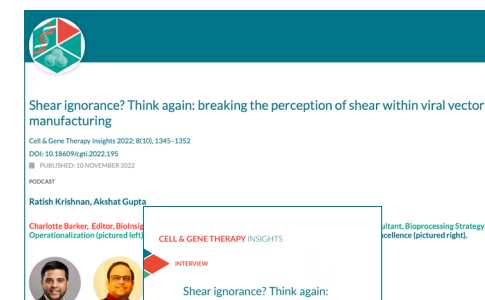 Shear ignorance? Think again: breaking the perception of shear within viral vector
manufacturing
Cell & Gene Therapy Insights 2022; 8(10), 1345–1352
DOI: 10.18609/cgti.2022.195
PUBLISHED: 10 NOVEMBER 2022
PODCAST
Ratish Krishnan, Akshat Gupta
Charlotte Barker, Editor, BioInsig
ultant, Bioprocessing Strategy
Operationalization (pictured left)
cellence (pictured right).
CELL & GENE THERAPY INSIGHTS
INTERVIEW
Shear ignorance? Think again: